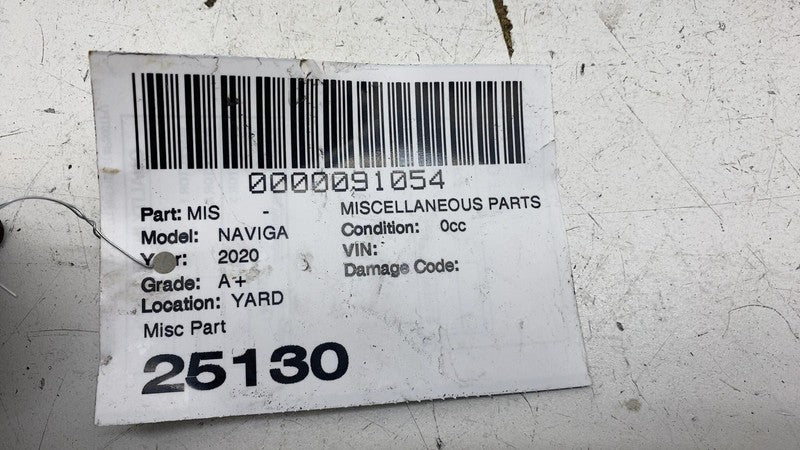 0000091054
Part: MIS - MISCELLANEOUS PARTS
Model: NAVIGA Condition: 0cc
Year: 2020 VIN:
Grade: A+ Damage Code:
Location: YARD
Misc Part
25130